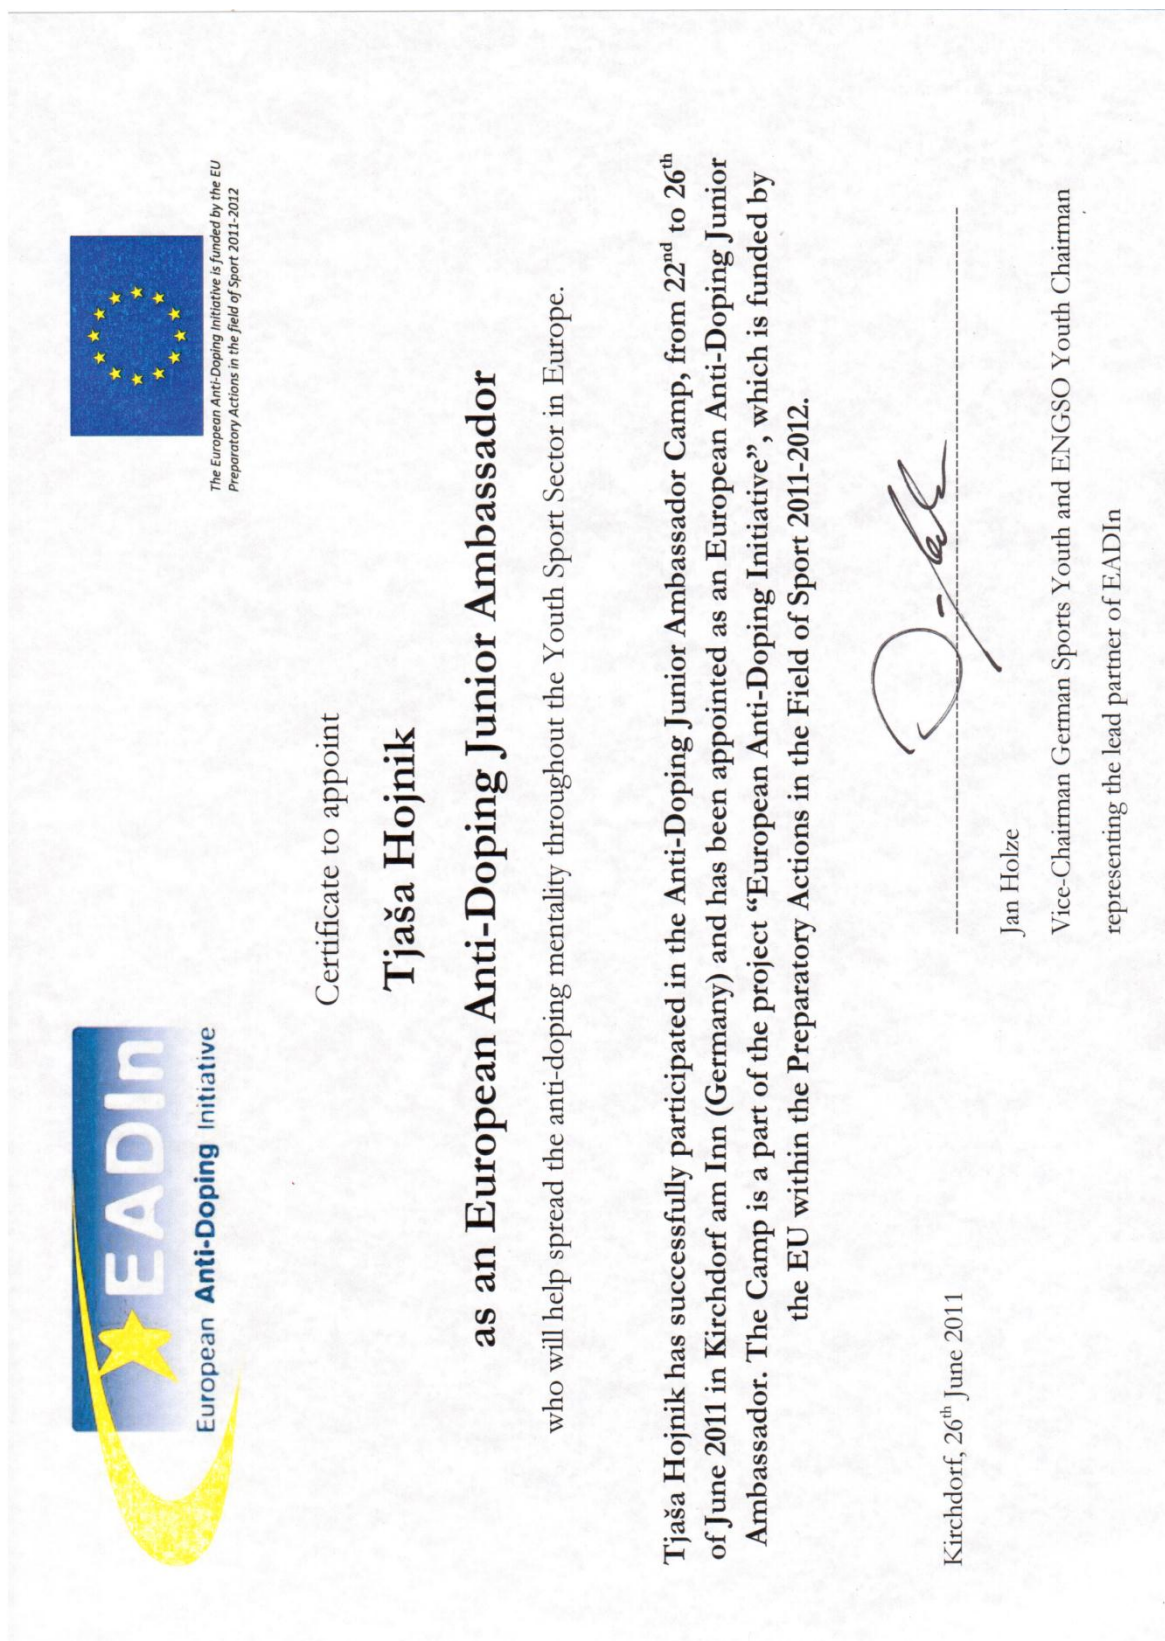 EADIn
European Anti-Doping Initiative
The European Anti-Doping Initiative is funded by the EU
Preparatory Actions in the field of Sport 2011-2012
Certificate to appoint
Tjaša Hojnik
as an European Anti-Doping Junior Ambassador
who will help spread the anti-doping mentality throughout the Youth Sport Sector in Europe.
Tjaša Hojnik has successfully participated in the Anti-Doping Junior Ambassador Camp, from 22nd to 26th
of June 2011 in Kirchdorf am Inn (Germany) and has been appointed as an European Anti-Doping Junior
Ambassador. The Camp is a part of the project “European Anti-Doping Initiative”, which is funded by
the EU within the Preparatory Actions in the Field of Sport 2011-2012.
Kirchdorf, 26th June 2011
Jan Holze
Vice-Chairman German Sports Youth and ENGSO Youth Chairman
representing the lead partner of EADIn